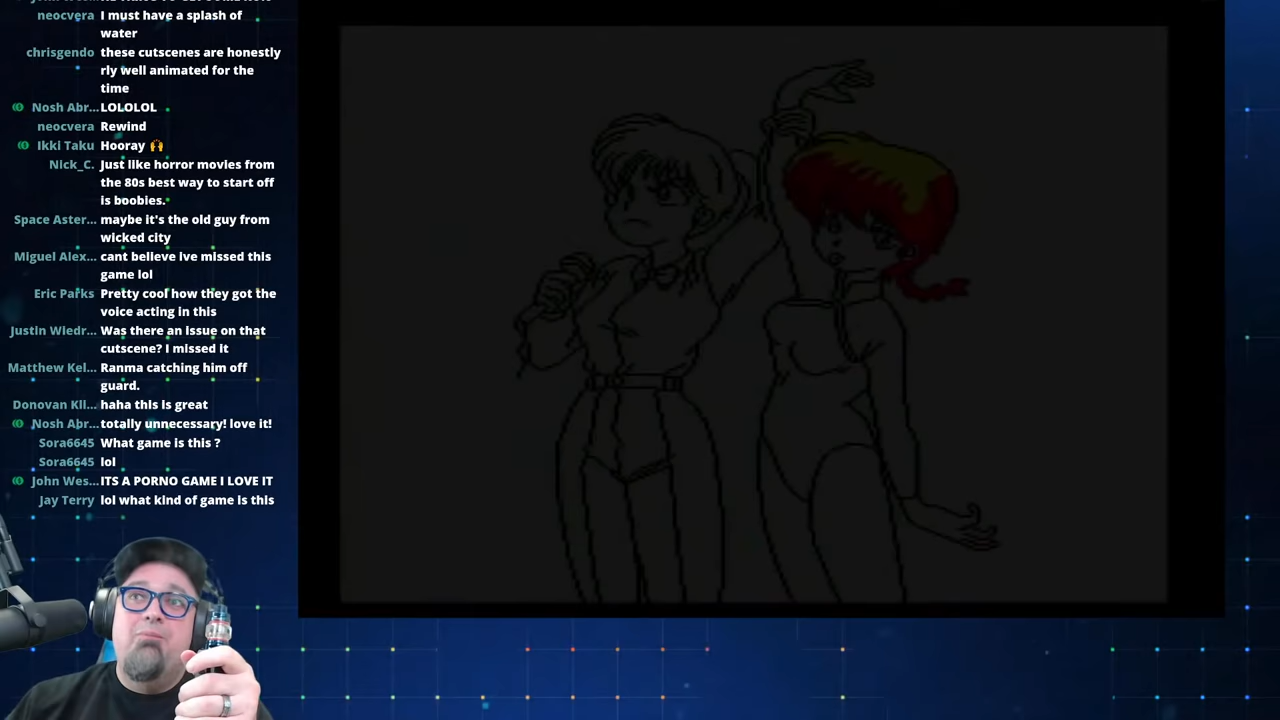 neocvera I must have a splash of
water
chrisgendo these cutscenes are honestly
rly well animated for the
time
Nosh Abr... LOLOLOL
neocvera Rewind
Ikki Taku Hooray 🙌
Nick_C. Just like horror movies from
the 80s best way to start off
is boobies.
Space Aster... maybe it's the old guy from
wicked city
Miguel Alex... cant believe ive missed this
game lol
Eric Parks Pretty cool how they got the
voice acting in this
Justin Wiedr... Was there an issue on that
cutscene? I missed it
Matthew Kel... Ranma catching him off
guard.
Donovan Kli... haha this is great
Nosh Abr... totally unnecessary! love it!
Sora6645 What game is this ?
Sora6645 lol
John Wes... ITS A PORNO GAME I LOVE IT
Jay Terry lol what kind of game is this